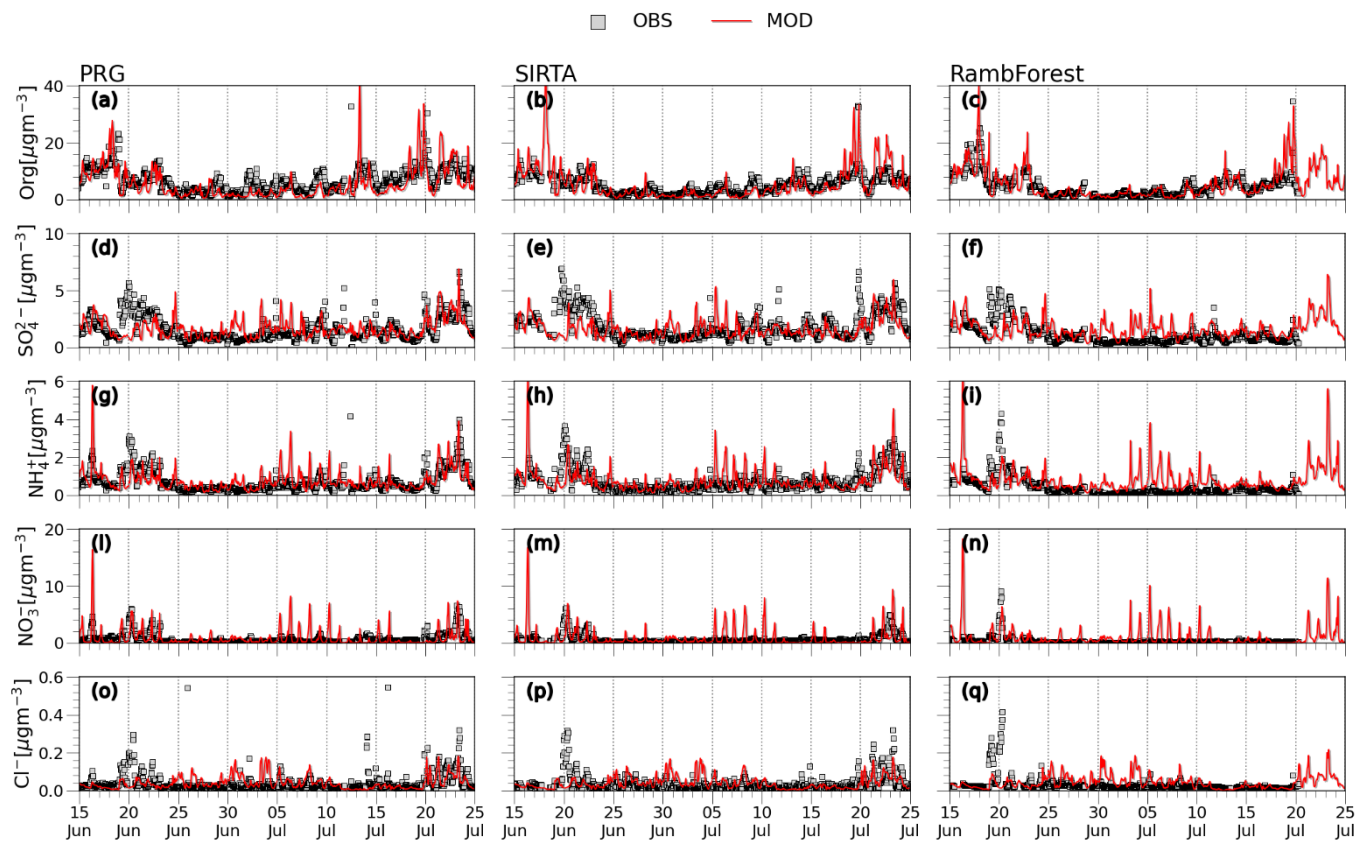 OBS MOD
PRG SIRTA RambForest
Org[μgm⁻³] 40 20 0 (a) (b) (c)
SO₄²⁻[μgm⁻³] 10 5 0 (d) (e) (f)
NH₄⁺[μgm⁻³] 6 4 2 0 (g) (h) (i)
NO₃⁻[μgm⁻³] 20 10 0 (l) (m) (n)
Cl⁻[μgm⁻³] 0.6 0.4 0.2 0.0 (o) (p) (q)
15 20 25 30 05 10 15 20 25 15 20 25 30 05 10 15 20 25 15 20 25 30 05 10 15 20 25
Jun Jun Jun Jun Jul Jul Jul Jul Jul Jun Jun Jun Jun Jul Jul Jul Jul Jul Jun Jun Jun Jun Jul Jul Jul Jul Jul